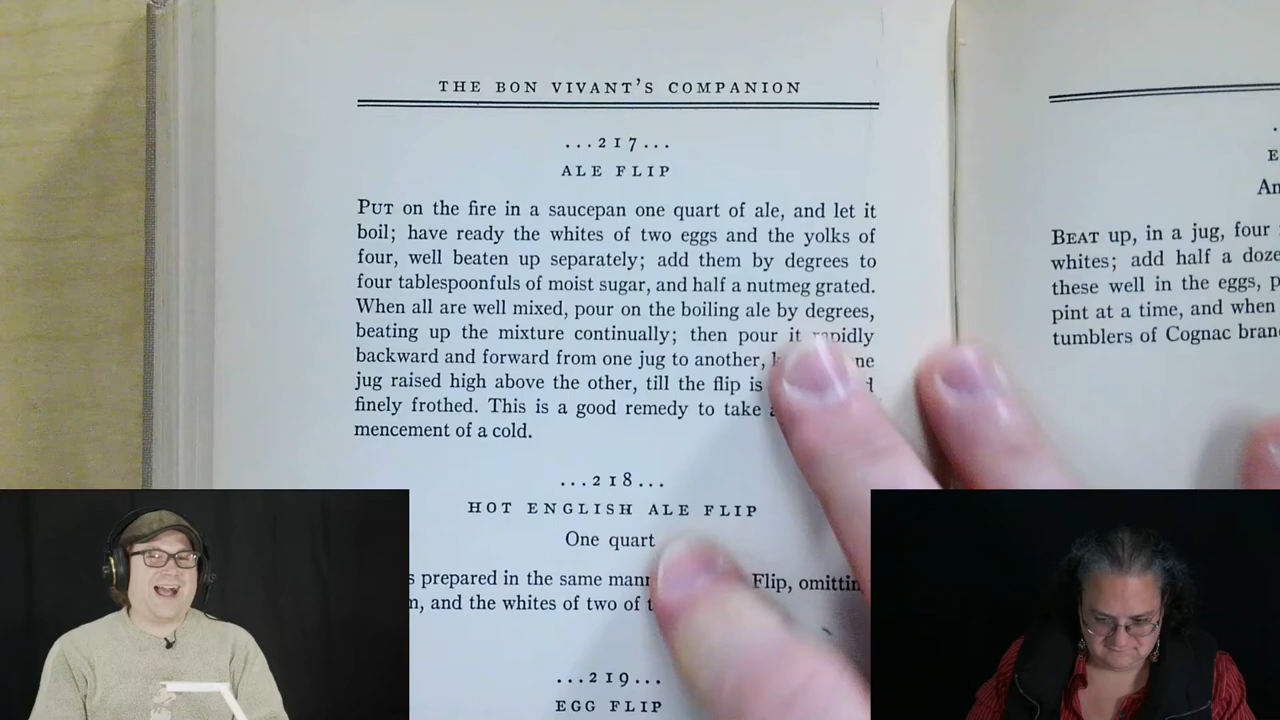 THE BON VIVANT'S COMPANION
...217...
ALE FLIP
PUT on the fire in a saucepan one quart of ale, and let it
boil; have ready the whites of two eggs and the yolks of
four, well beaten up separately; add them by degrees to
four tablespoonfuls of moist sugar, and half a nutmeg grated.
When all are well mixed, pour on the boiling ale by degrees,
beating up the mixture continually; then pour it rapidly
backward and forward from one jug to another,
jug raised high above the other, till the flip is
finely frothed. This is a good remedy to take
mencement of a cold.
...218...
HOT ENGLISH ALE FLIP
One quart
prepared in the same Flip,
and the whites of two of
...219...
EGG FLIP
BEAT up, in a jug, four
whites; add half a
these well in the eggs,
pint at a time, and when
tumblers of Cognac